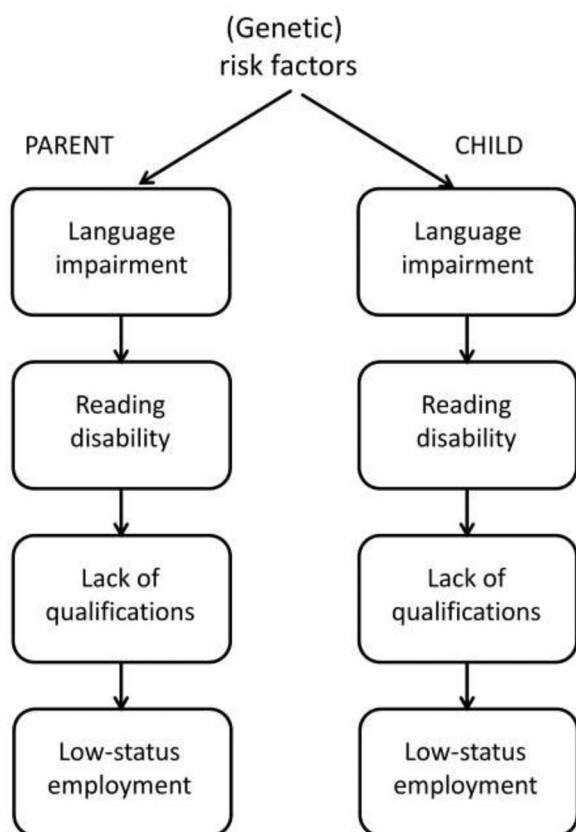 (Genetic)
risk factors
PARENT
CHILD
Language
impairment
Language
impairment
Reading
disability
Reading
disability
Lack of
qualifications
Lack of
qualifications
Low-status
employment
Low-status
employment